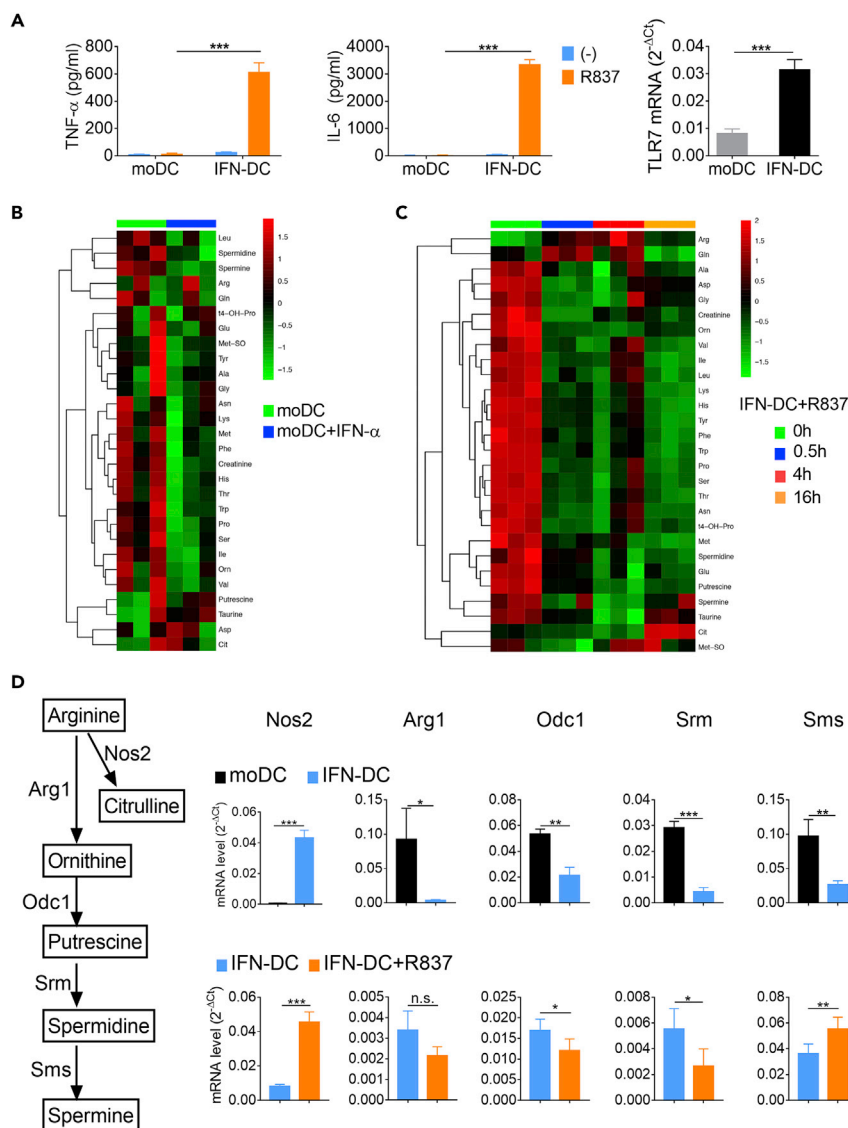 A
TNF-α (pg/ml)
800
600
400
200
0
moDC
IFN-DC
***
IL-6 (pg/ml)
4000
3000
2000
1000
0
moDC
IFN-DC
***
(-)
R837
TLR7 mRNA (2^-ΔCt)
0.04
0.03
0.02
0.01
0.00
moDC
IFN-DC
***
B
Leu
Spermidine
Spermine
Arg
Gln
t4-OH-Pro
Glu
Met-SO
Tyr
Ala
Gly
Asn
Lys
Met
Phe
Creatinine
His
Thr
Trp
Pro
Ser
Ile
Orn
Val
Putrescine
Taurine
Asp
Cit
1.5
1
0.5
0
-0.5
-1
-1.5
moDC
moDC+IFN-α
C
Arg
Gln
Ala
Asp
Gly
Creatinine
Orn
Val
Ile
Leu
Lys
His
Tyr
Phe
Trp
Pro
Ser
Thr
Asn
t4-OH-Pro
Met
Spermidine
Glu
Putrescine
Spermine
Taurine
Cit
Met-SO
2
1.5
1
0.5
0
-0.5
-1
-1.5
IFN-DC+R837
0h
0.5h
4h
16h
D
Arginine
Nos2
Arg1
Citrulline
Ornithine
Odc1
Putrescine
Srm
Spermidine
Sms
Spermine
Nos2
Arg1
Odc1
Srm
Sms
moDC
IFN-DC
mRNA level (2^-ΔCt)
0.06
0.04
0.02
0.00
***
0.15
0.10
0.05
0.00
*
0.08
0.06
0.04
0.02
0.00
**
0.04
0.03
0.02
0.01
0.00
***
0.15
0.10
0.05
0.00
**
IFN-DC
IFN-DC+R837
mRNA level (2^-ΔCt)
0.06
0.04
0.02
0.00
***
0.005
0.004
0.003
0.002
0.001
0.000
n.s.
0.025
0.020
0.015
0.010
0.005
0.000
*
0.008
0.006
0.004
0.002
0.000
*
0.08
0.06
0.04
0.02
0.00
**